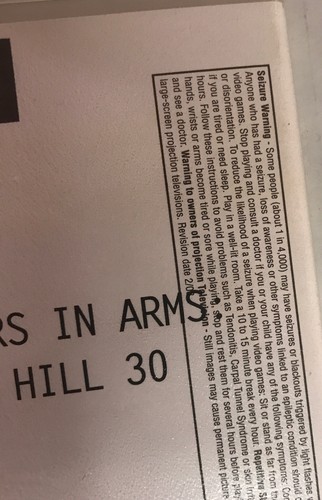 Seizure Warning - Some people (about 1 in 4,000) may have seizures or blackouts triggered by light flashes
Anyone who has had a seizure, loss of awareness or other symptoms linked to an epileptic condition should
video games. Stop playing and consult a doctor if you or your child have any of the following symptoms:
or disorientation. To reduce the likelihood of a seizure when playing video games: Sit or stand as far from
if you are tired or need sleep. Play in a well-lit room. Take a 10 to 15 minute break every hour. Repetitive
hours. Follow these instructions to avoid problems such as Tendonitis, Carpal Tunnel Syndrome or skin
hands, wrists or arms become tired or sore while playing, stop and rest them for several hours before
and see a doctor. Warning to owners of projection Television - Still images may cause permanent picture
large-screen projection televisions. Revision date
RS IN ARMS
HILL 30